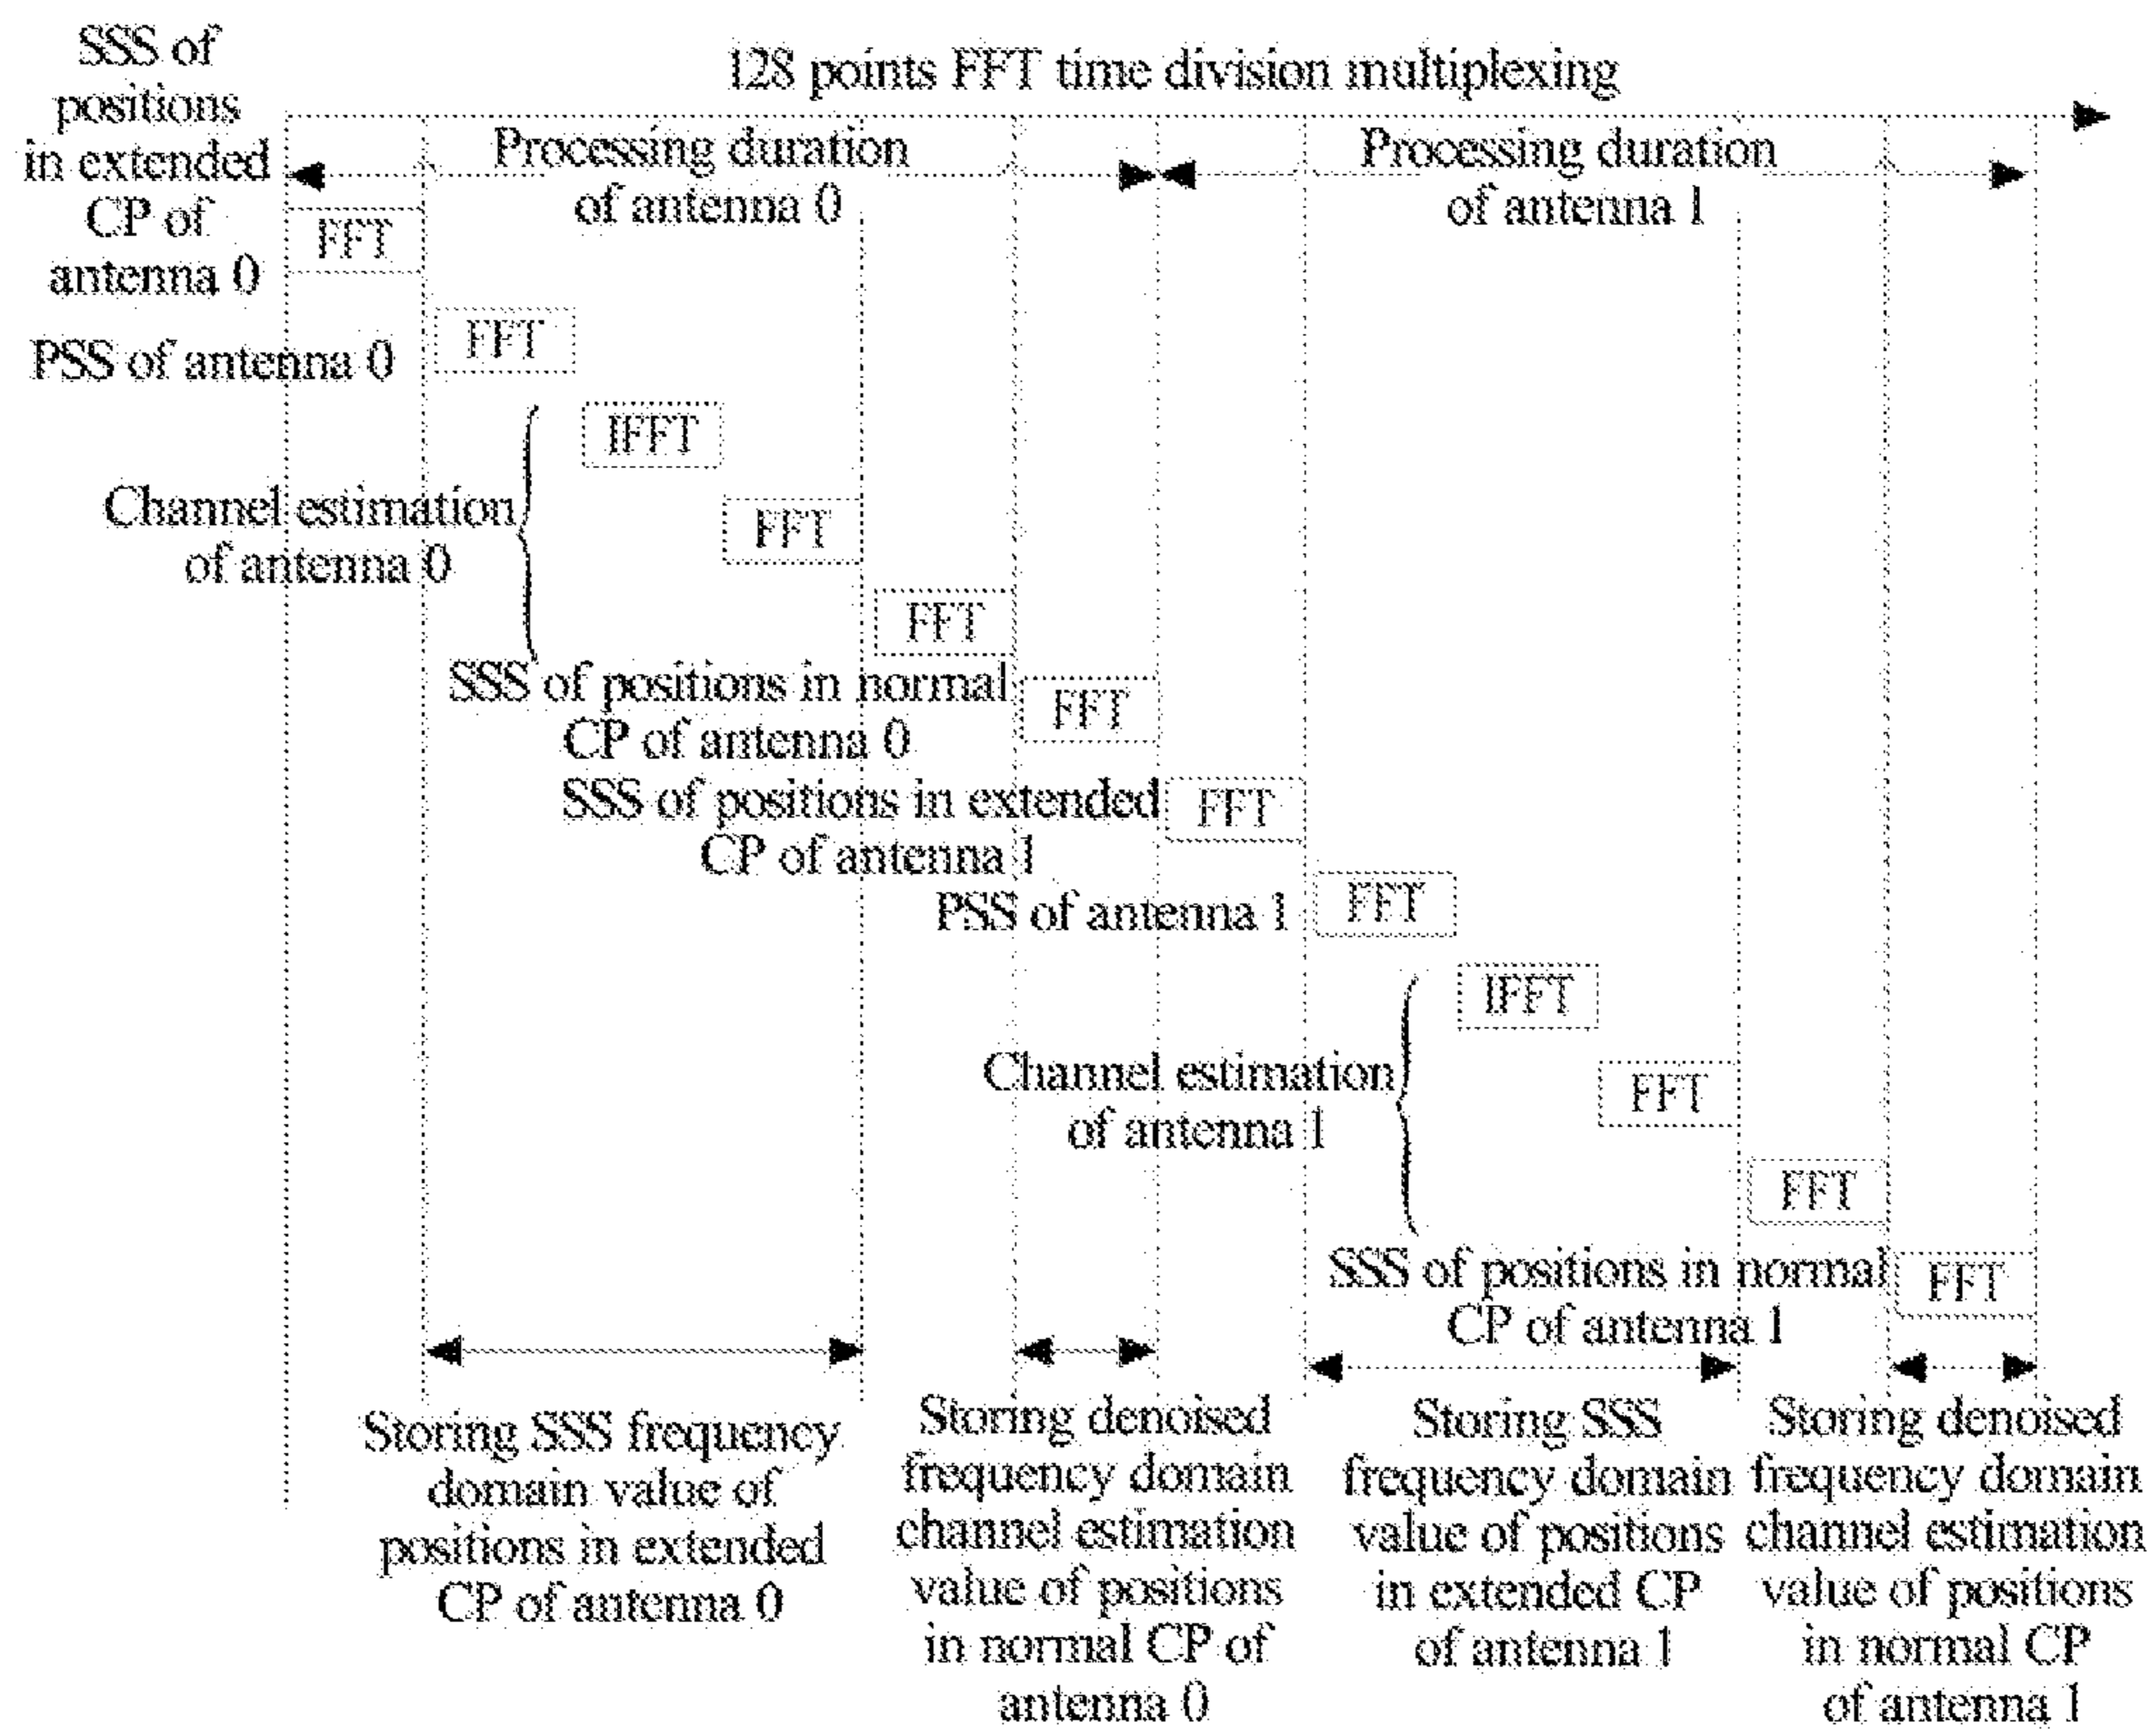 SSS of
positions
in extended
CP of
antenna 0
128 points FFT time division multiplexing
Processing duration
of antenna 0
Processing duration
of antenna 1
FFT
PSS of antenna 0
FFT
IFFT
Channel estimation
of antenna 0
FFT
FFT
SSS of positions in normal
CP of antenna 0
FFT
SSS of positions in extended
CP of antenna 1
FFT
PSS of antenna 1
FFT
IFFT
Channel estimation
of antenna 1
FFT
FFT
SSS of positions in normal
CP of antenna 1
FFT
Storing SSS frequency
domain value of
positions in extended
CP of antenna 0
Storing denoised
frequency domain
channel estimation
value of positions
in normal CP of
antenna 0
Storing SSS
frequency domain
value of positions
in extended CP
of antenna 1
Storing denoised
frequency domain
channel estimation
value of positions
in normal CP
of antenna 1